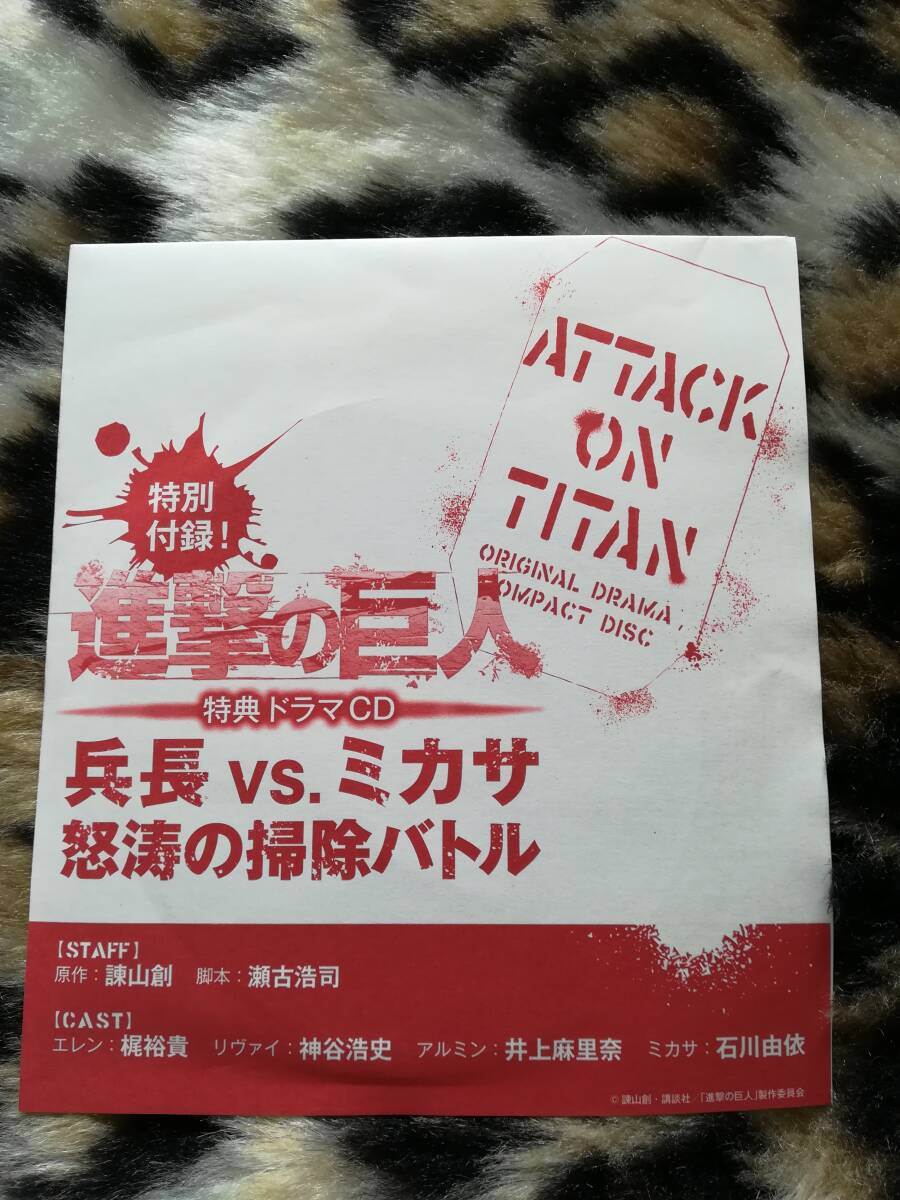 ATTACK
ON
TITAN
ORIGINAL DRAMA
COMPACT DISC
特別
付録!
進撃の巨人
特典ドラマCD
兵長 vs. ミカサ
怒涛の掃除バトル
【STAFF】
原作:諫山創 脚本:瀬古浩司
【CAST】
エレン:梶裕貴 リヴァイ:神谷浩史 アルミン:井上麻里奈 ミカサ:石川由依
© 諫山創・講談社/「進撃の巨人」製作委員会